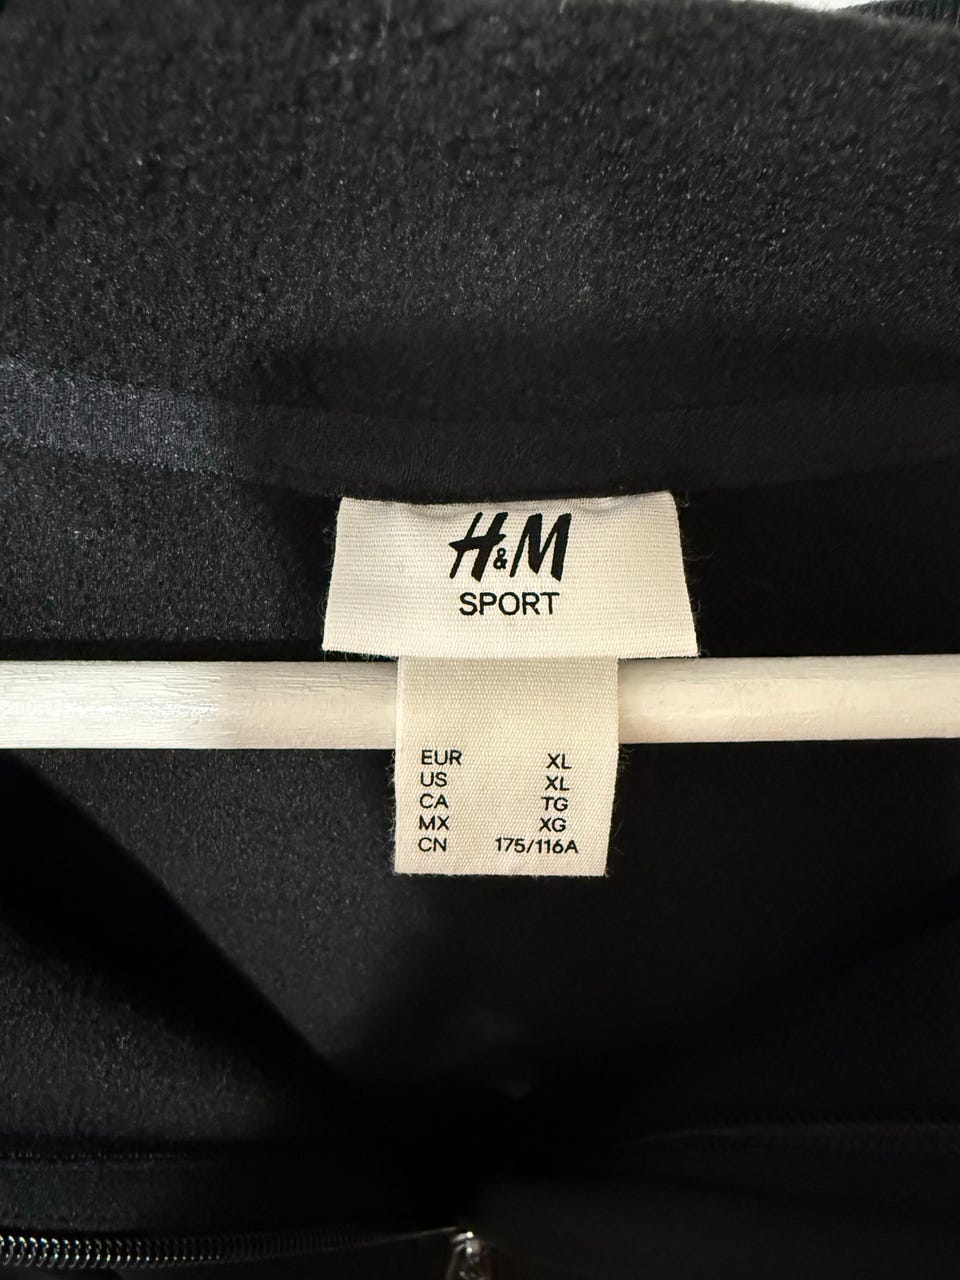 H&M
SPORT
EUR XL
US XL
CA TG
MX XG
CN 175/116A